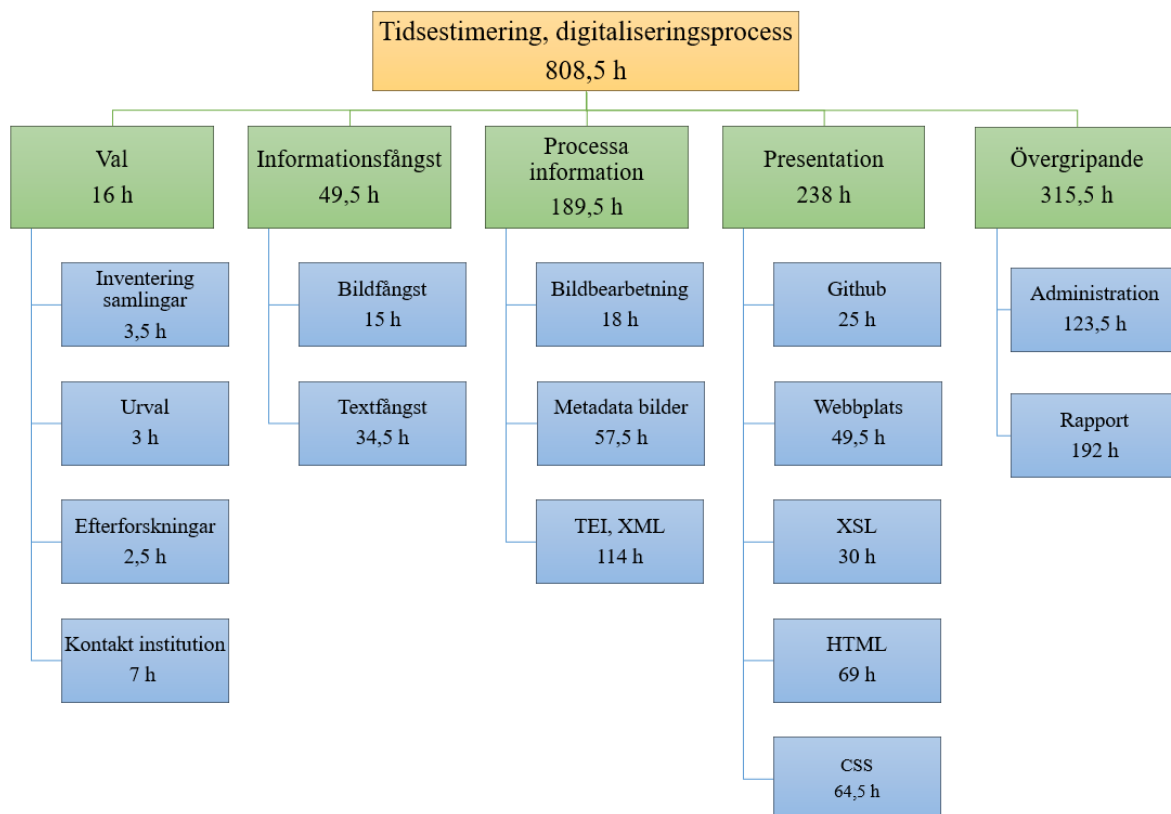 Tidsestimering, digitaliseringsprocess
808,5 h
Val
16 h
Inventering
samlingar
3,5 h
Urval
3 h
Efterforskningar
2,5 h
Kontakt institution
7 h
Informationsfångst
49,5 h
Bildfångst
15 h
Textfångst
34,5 h
Processa
information
189,5 h
Bildbearbetning
18 h
Metadata bilder
57,5 h
TEI, XML
114 h
Presentation
238 h
Github
25 h
Webbplats
49,5 h
XSL
30 h
HTML
69 h
CSS
64,5 h
Övergripande
315,5 h
Administration
123,5 h
Rapport
192 h